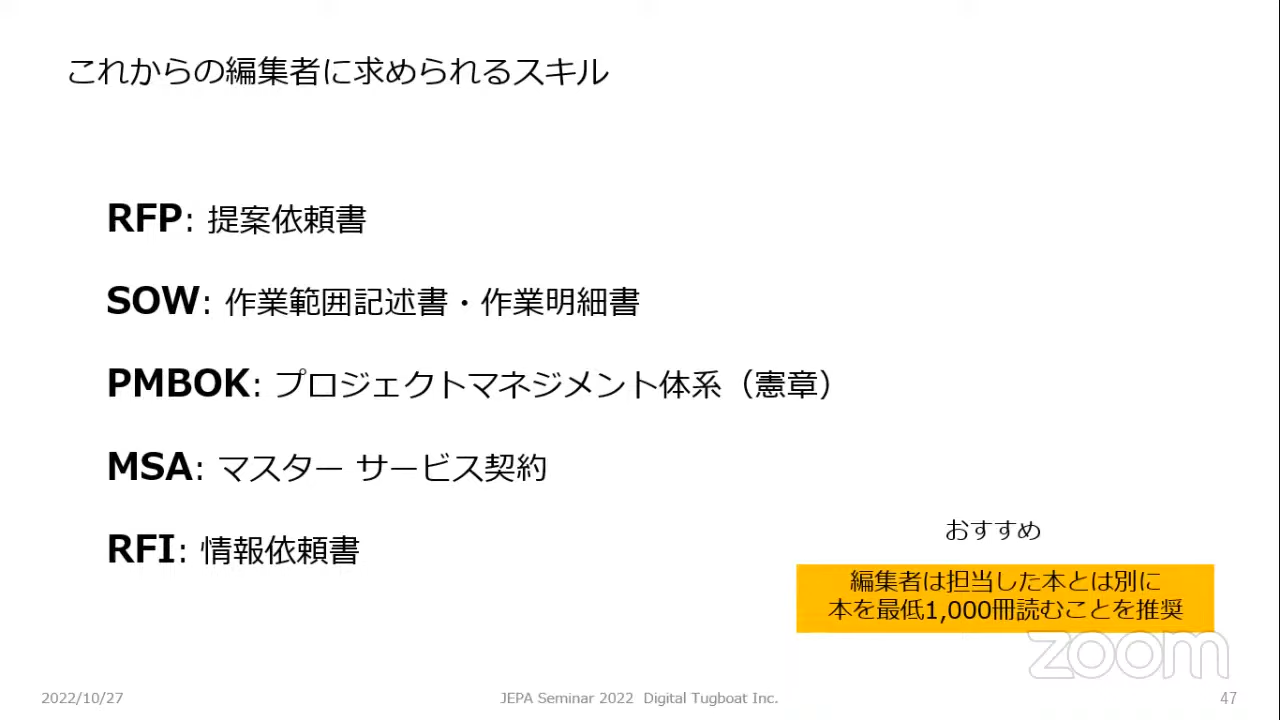 これからの編集者に求められるスキル
RFP: 提案依頼書
SOW: 作業範囲記述書・作業明細書
PMBOK: プロジェクトマネジメント体系（憲章）
MSA: マスター サービス契約
RFI: 情報依頼書
おすすめ
編集者は担当した本とは別に
本を最低1,000冊読むことを推奨
zoom
2022/10/27
JEPA Seminar 2022 Digital Tugboat Inc.
47